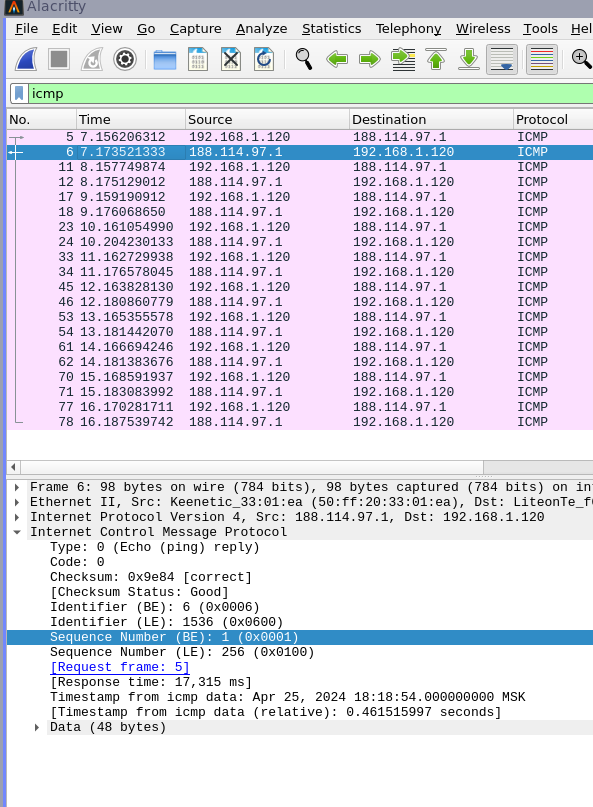 Alacritty
File Edit View Go Capture Analyze Statistics Telephony Wireless Tools Hel
icmp
No. Time Source Destination Protocol
5 7.156206312 192.168.1.120 188.114.97.1 ICMP
6 7.173521333 188.114.97.1 192.168.1.120 ICMP
11 8.157749874 192.168.1.120 188.114.97.1 ICMP
12 8.175129012 188.114.97.1 192.168.1.120 ICMP
17 9.159190912 192.168.1.120 188.114.97.1 ICMP
18 9.176068650 188.114.97.1 192.168.1.120 ICMP
23 10.161054990 192.168.1.120 188.114.97.1 ICMP
24 10.204230133 188.114.97.1 192.168.1.120 ICMP
33 11.162729938 192.168.1.120 188.114.97.1 ICMP
34 11.176578045 188.114.97.1 192.168.1.120 ICMP
45 12.163828130 192.168.1.120 188.114.97.1 ICMP
46 12.180860779 188.114.97.1 192.168.1.120 ICMP
53 13.165355578 192.168.1.120 188.114.97.1 ICMP
54 13.181442070 188.114.97.1 192.168.1.120 ICMP
61 14.166694246 192.168.1.120 188.114.97.1 ICMP
62 14.181383676 188.114.97.1 192.168.1.120 ICMP
70 15.168591937 192.168.1.120 188.114.97.1 ICMP
71 15.183083992 188.114.97.1 192.168.1.120 ICMP
77 16.170281711 192.168.1.120 188.114.97.1 ICMP
78 16.187539742 188.114.97.1 192.168.1.120 ICMP
Frame 6: 98 bytes on wire (784 bits), 98 bytes captured (784 bits) on in
Ethernet II, Src: Keenetic_33:01:ea (50:ff:20:33:01:ea), Dst: LiteonTe_f
Internet Protocol Version 4, Src: 188.114.97.1, Dst: 192.168.1.120
Internet Control Message Protocol
Type: 0 (Echo (ping) reply)
Code: 0
Checksum: 0x9e84 [correct]
[Checksum Status: Good]
Identifier (BE): 6 (0x0006)
Identifier (LE): 1536 (0x0600)
Sequence Number (BE): 1 (0x0001)
Sequence Number (LE): 256 (0x0100)
[Request frame: 5]
[Response time: 17,315 ms]
Timestamp from icmp data: Apr 25, 2024 18:18:54.000000000 MSK
[Timestamp from icmp data (relative): 0.461515997 seconds]
Data (48 bytes)